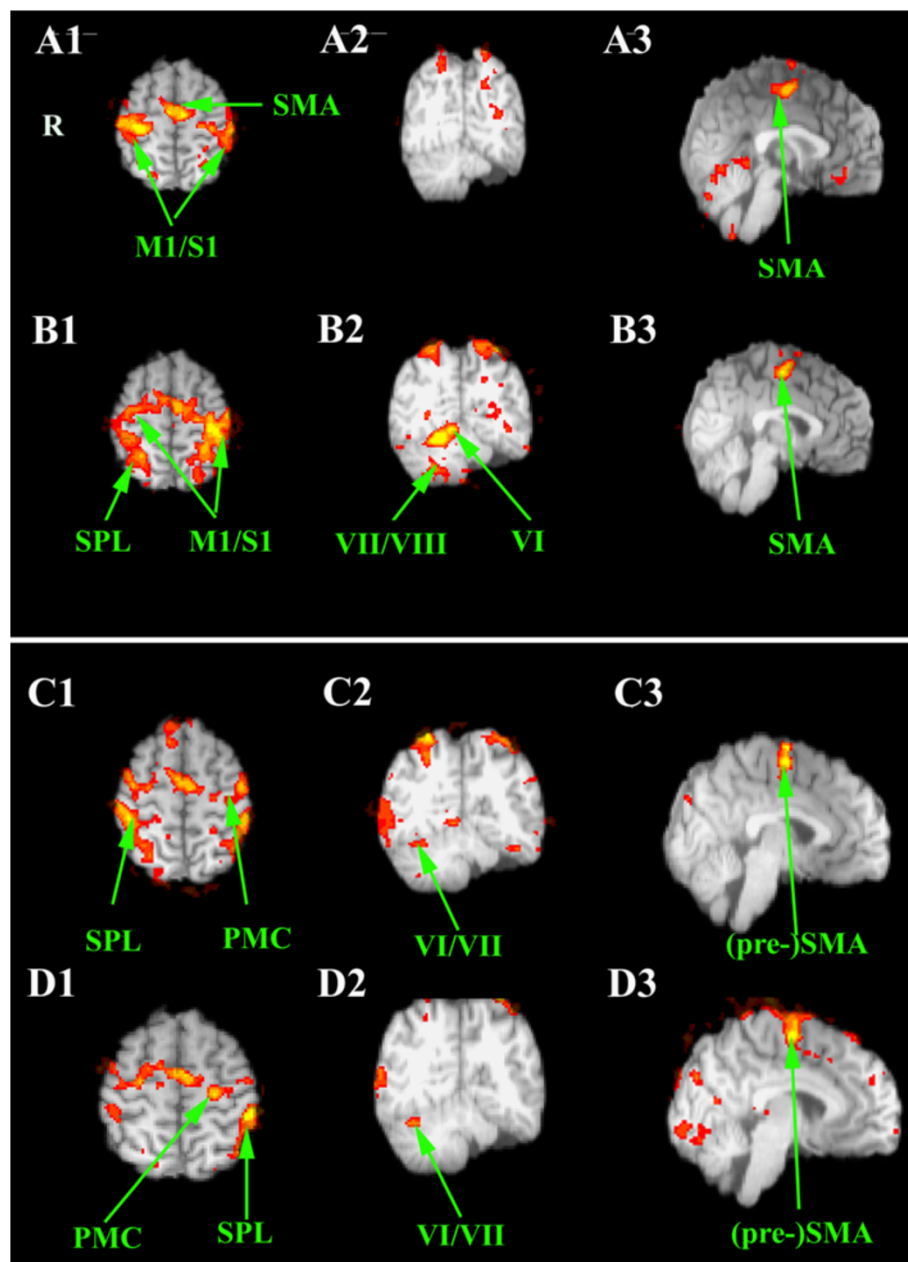 A1 A2 A3
R SMA
M1/S1
SMA
B1 B2 B3
SPL M1/S1 VII/VIII VI SMA
C1 C2 C3
SPL PMC VI/VII (pre-)SMA
D1 D2 D3
PMC SPL VI/VII (pre-)SMA